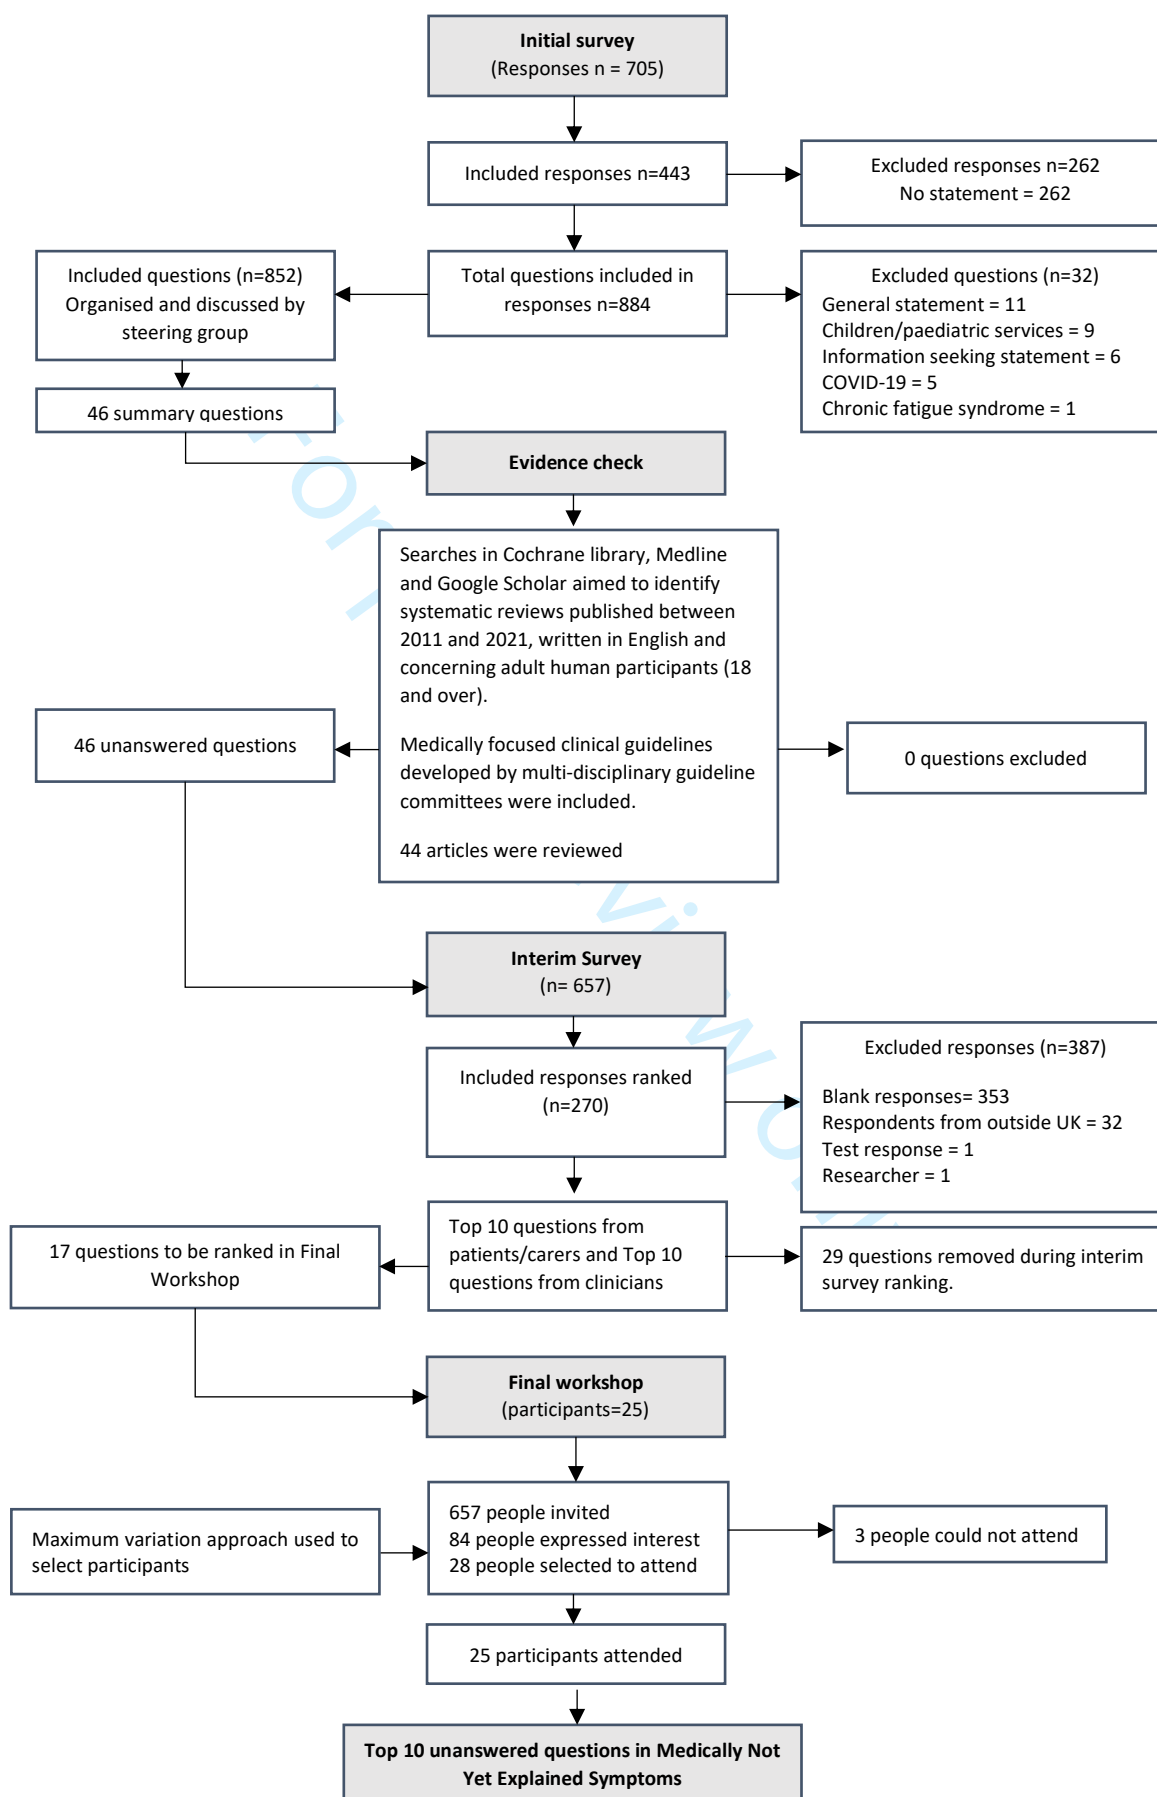 Initial survey
(Responses n = 705)
Included responses n=443
Excluded responses n=262
No statement = 262
Included questions (n=852)
Organised and discussed by
steering group
Total questions included in
responses n=884
Excluded questions (n=32)
General statement = 11
Children/paediatric services = 9
Information seeking statement = 6
COVID-19 = 5
Chronic fatigue syndrome = 1
46 summary questions
Evidence check
Searches in Cochrane library, Medline
and Google Scholar aimed to identify
systematic reviews published between
2011 and 2021, written in English and
concerning adult human participants (18
and over).
Medically focused clinical guidelines
developed by multi-disciplinary guideline
committees were included.
44 articles were reviewed
46 unanswered questions
0 questions excluded
Interim Survey
(n= 657)
Included responses ranked
(n=270)
Excluded responses (n=387)
Blank responses= 353
Respondents from outside UK = 32
Test response = 1
Researcher = 1
17 questions to be ranked in Final
Workshop
Top 10 questions from
patients/carers and Top 10
questions from clinicians
29 questions removed during interim
survey ranking.
Final workshop
(participants=25)
Maximum variation approach used to
select participants
657 people invited
84 people expressed interest
28 people selected to attend
3 people could not attend
25 participants attended
Top 10 unanswered questions in Medically Not
Yet Explained Symptoms